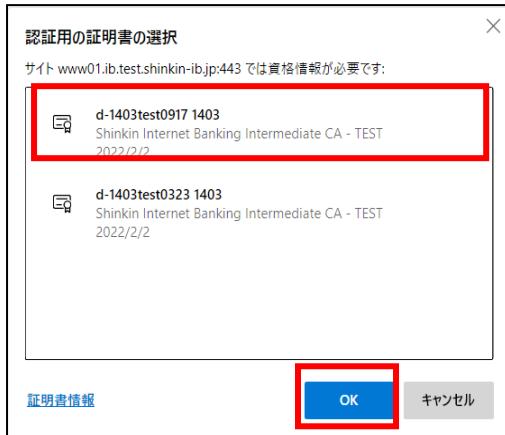 認証用の証明書の選択
サイト www01.ib.test.shinkin-ib.jp:443 では資格情報が必要です:
d-1403test0917 1403
Shinkin Internet Banking Intermediate CA - TEST
2022/2/2
d-1403test0323 1403
Shinkin Internet Banking Intermediate CA - TEST
2022/2/2
証明書情報
OK
キャンセル